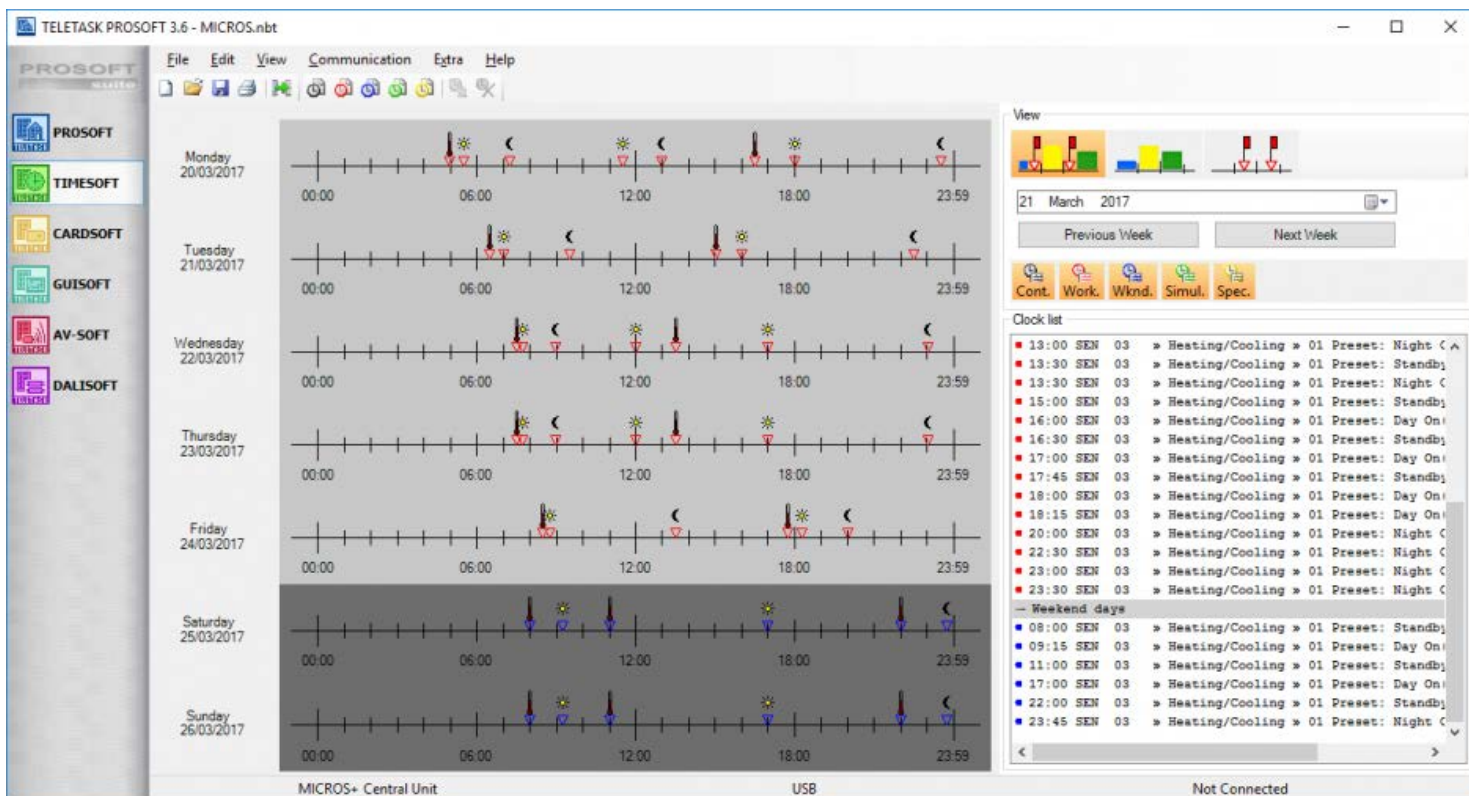 TELETASK PROSOFT 3.6 - MICROS.nbt
PROSOFT
suite
File Edit View Communication Extra Help
PROSOFT
TIMESOFT
CARDSOFT
GUISOFT
AV-SOFT
DALISOFT
Monday
20/03/2017
00:00 06:00 12:00 18:00 23:59
Tuesday
21/03/2017
00:00 06:00 12:00 18:00 23:59
Wednesday
22/03/2017
00:00 06:00 12:00 18:00 23:59
Thursday
23/03/2017
00:00 06:00 12:00 18:00 23:59
Friday
24/03/2017
00:00 06:00 12:00 18:00 23:59
Saturday
25/03/2017
00:00 06:00 12:00 18:00 23:59
Sunday
26/03/2017
00:00 06:00 12:00 18:00 23:59
View
21 March 2017
Previous Week Next Week
Cont. Work. Wknd. Simul. Spec.
Clock list
13:00 SEN 03 » Heating/Cooling » 01 Preset: Night
13:30 SEN 03 » Heating/Cooling » 01 Preset: Standby
13:30 SEN 03 » Heating/Cooling » 01 Preset: Night
15:00 SEN 03 » Heating/Cooling » 01 Preset: Standby
16:00 SEN 03 » Heating/Cooling » 01 Preset: Day
16:30 SEN 03 » Heating/Cooling » 01 Preset: Standby
17:00 SEN 03 » Heating/Cooling » 01 Preset: Day
17:45 SEN 03 » Heating/Cooling » 01 Preset: Standby
18:00 SEN 03 » Heating/Cooling » 01 Preset: Day
18:15 SEN 03 » Heating/Cooling » 01 Preset: Day
20:00 SEN 03 » Heating/Cooling » 01 Preset: Night
22:30 SEN 03 » Heating/Cooling » 01 Preset: Night
23:00 SEN 03 » Heating/Cooling » 01 Preset: Night
23:30 SEN 03 » Heating/Cooling » 01 Preset: Night
— Weekend days
08:00 SEN 03 » Heating/Cooling » 01 Preset: Standby
09:15 SEN 03 » Heating/Cooling » 01 Preset: Day
11:00 SEN 03 » Heating/Cooling » 01 Preset: Standby
17:00 SEN 03 » Heating/Cooling » 01 Preset: Day
22:00 SEN 03 » Heating/Cooling » 01 Preset: Standby
23:45 SEN 03 » Heating/Cooling » 01 Preset: Night
MICROS+ Central Unit USB Not Connected